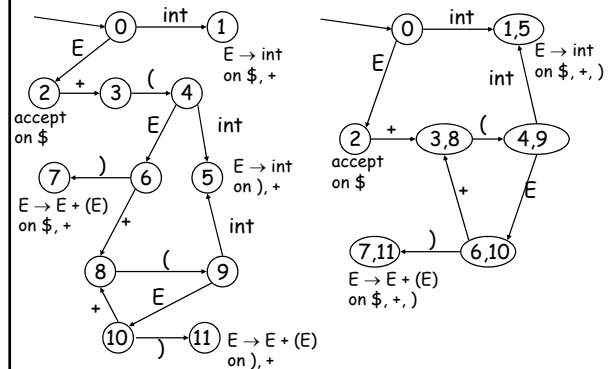 0
int
1
E → int
on $, +
E
2
+
3
(
4
accept
on $
E
int
7
)
6
5
E → int
on ), +
E → E + (E)
on $, +
+
int
8
(
9
+
E
10
)
11
E → E + (E)
on ), +
0
int
1,5
E → int
on $, +, )
E
int
2
+
3,8
(
4,9
accept
on $
+
E
7,11
)
6,10
E → E + (E)
on $, +, )